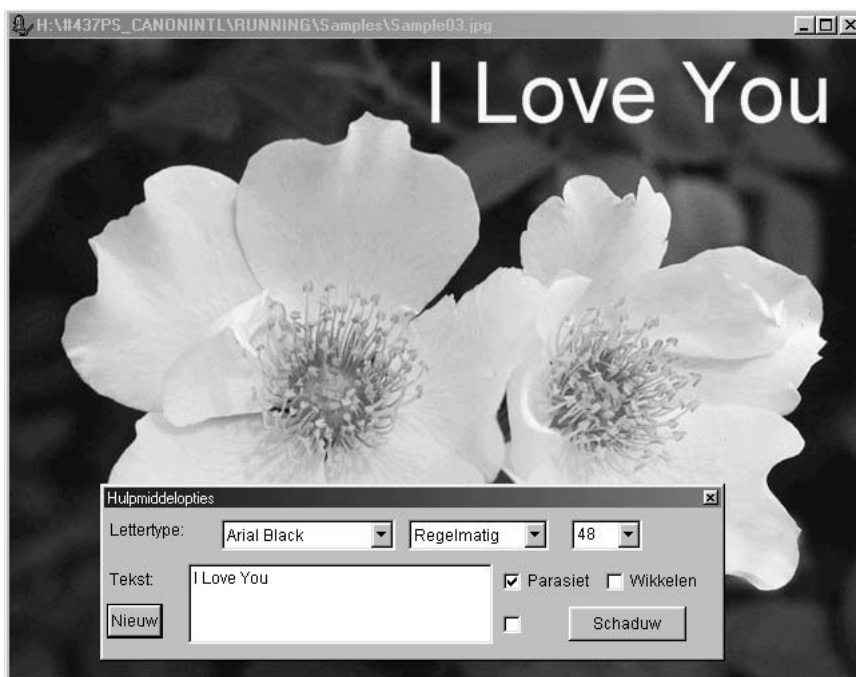 H:\#437PS_CANONINTL\RUNNING\Samples\Sample03.jpg
I Love You
Hulpmiddelopties
Lettertype: Arial Black Regelmatig 48
Tekst: I Love You Parasiet Wikkelen
Nieuw Schaduw